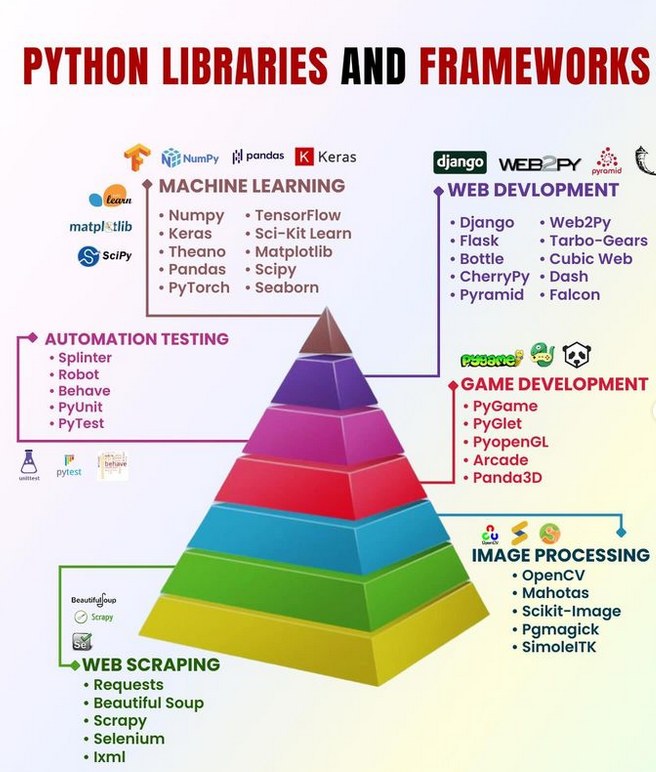 PYTHON LIBRARIES AND FRAMEWORKS
NumPy
pandas
K Keras
learn
matplotlib
SciPy
MACHINE LEARNING
• Numpy
• Keras
• Theano
• Pandas
• PyTorch
• TensorFlow
• Sci-Kit Learn
• Matplotlib
• Scipy
• Seaborn
django
WEB2PY
pyramid
WEB DEVLOPMENT
• Django
• Flask
• Bottle
• CherryPy
• Pyramid
• Web2Py
• Tarbo-Gears
• Cubic Web
• Dash
• Falcon
AUTOMATION TESTING
• Splinter
• Robot
• Behave
• PyUnit
• PyTest
unittest
pytest
behave
pygame
GAME DEVELOPMENT
• PyGame
• PyGlet
• PyopenGL
• Arcade
• Panda3D
OpenCV
IMAGE PROCESSING
• OpenCV
• Mahotas
• Scikit-Image
• Pgmagick
• SimoleITK
BeautifulSoup
Scrapy
Se
WEB SCRAPING
• Requests
• Beautiful Soup
• Scrapy
• Selenium
• Ixml